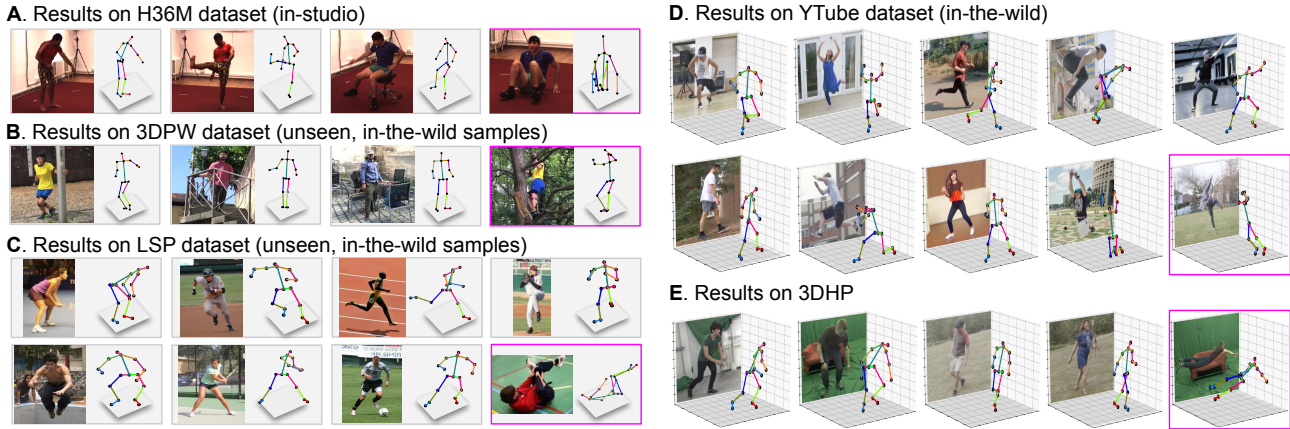 A. Results on H36M dataset (in-studio)
B. Results on 3DPW dataset (unseen, in-the-wild samples)
C. Results on LSP dataset (unseen, in-the-wild samples)
D. Results on YTube dataset (in-the-wild)
E. Results on 3DHP